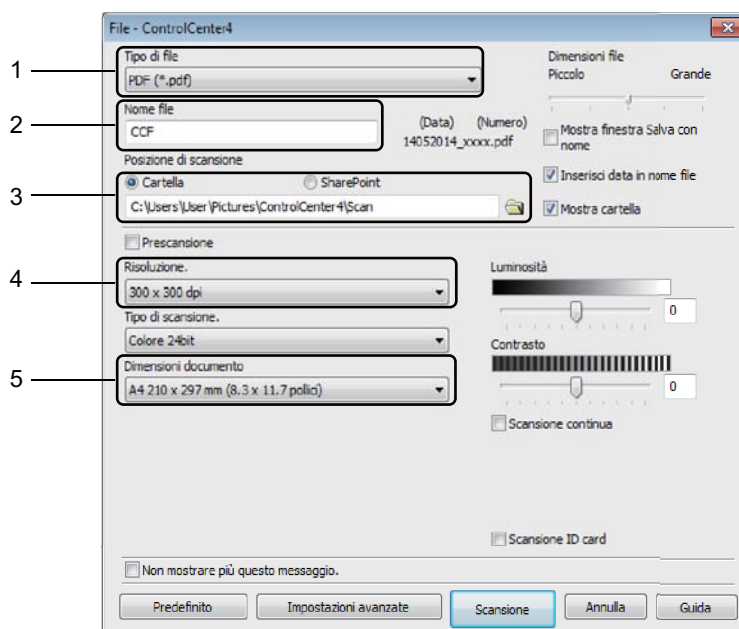 File - ControlCenter4
1
Tipo di file
PDF (*.pdf)
Dimensioni file
Piccolo Grande
2
Nome file
CCF
(Data) (Numero)
14052014_xxxx.pdf
Mostra finestra Salva con
nome
Posizione di scansione
Inserisci data in nome file
3
Cartella SharePoint
C:\Users\User\Pictures\ControlCenter4\Scan
Mostra cartella
Prescansione
4
Risoluzione.
300 x 300 dpi
Luminosità
0
Tipo di scansione.
Colore 24bit
Contrasto
5
Dimensioni documento
A4 210 x 297 mm (8.3 x 11.7 pollici)
0
Scansione continua
Scansione ID card
Non mostrare più questo messaggio.
Predefinito Impostazioni avanzate Scansione Annulla Guida